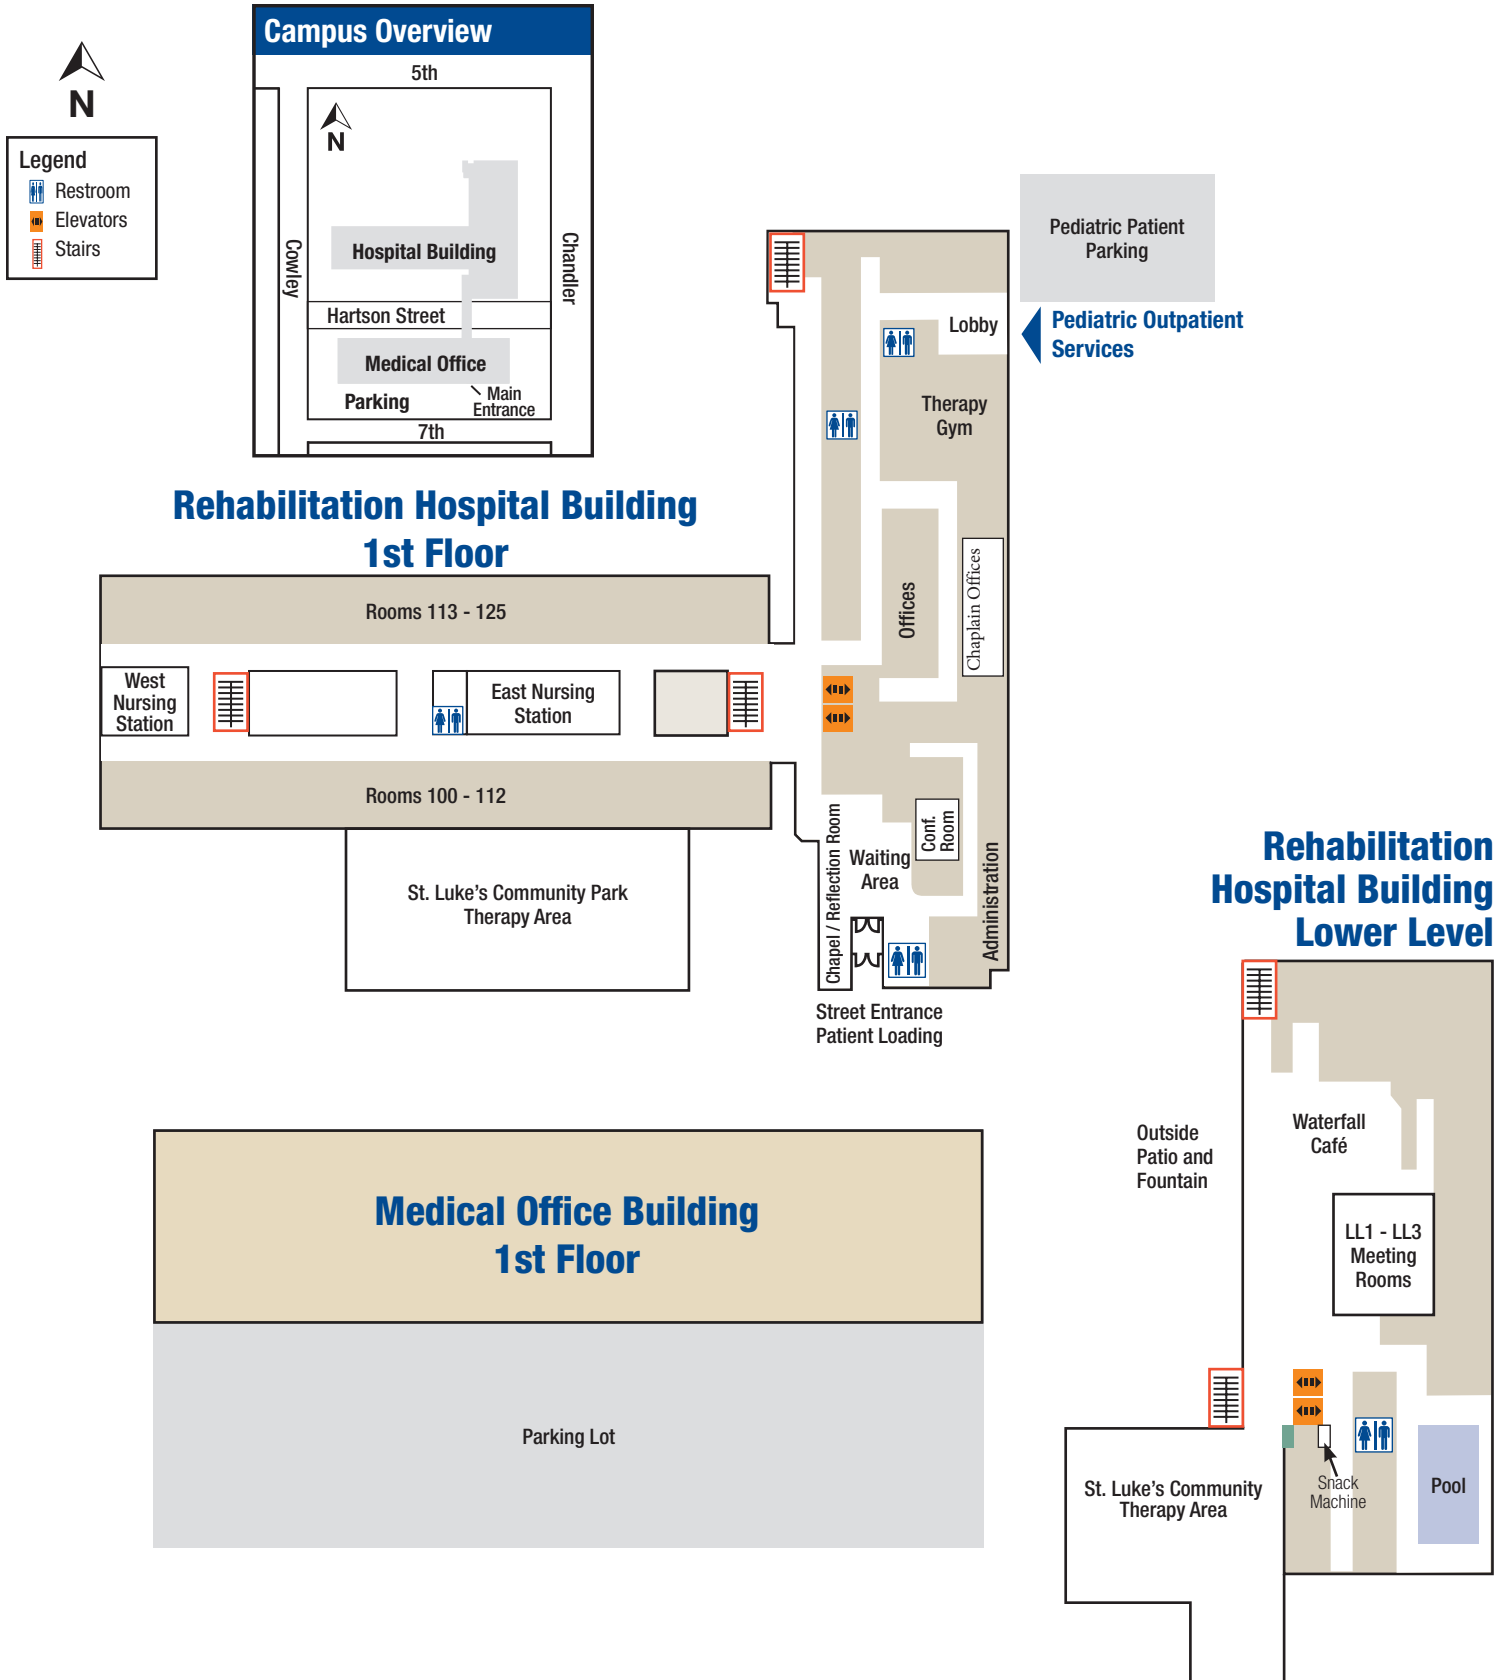 Campus Overview
N
Legend
Restroom
Elevators
Stairs
5th
N
Cowley
Chandler
Hospital Building
Hartson Street
Medical Office
Main
Entrance
Parking
7th
Rehabilitation Hospital Building
1st Floor
Pediatric Patient
Parking
Pediatric Outpatient
Services
Lobby
Therapy
Gym
Offices
Chaplain Offices
Rooms 113 - 125
West
Nursing
Station
East Nursing
Station
Rooms 100 - 112
St. Luke's Community Park
Therapy Area
Chapel / Reflection Room
Waiting
Area
Conf.
Room
Administration
Street Entrance
Patient Loading
Medical Office Building
1st Floor
Parking Lot
Rehabilitation
Hospital Building
Lower Level
Outside
Patio and
Fountain
Waterfall
Café
LL1 - LL3
Meeting
Rooms
Snack
Machine
Pool
St. Luke's Community
Therapy Area